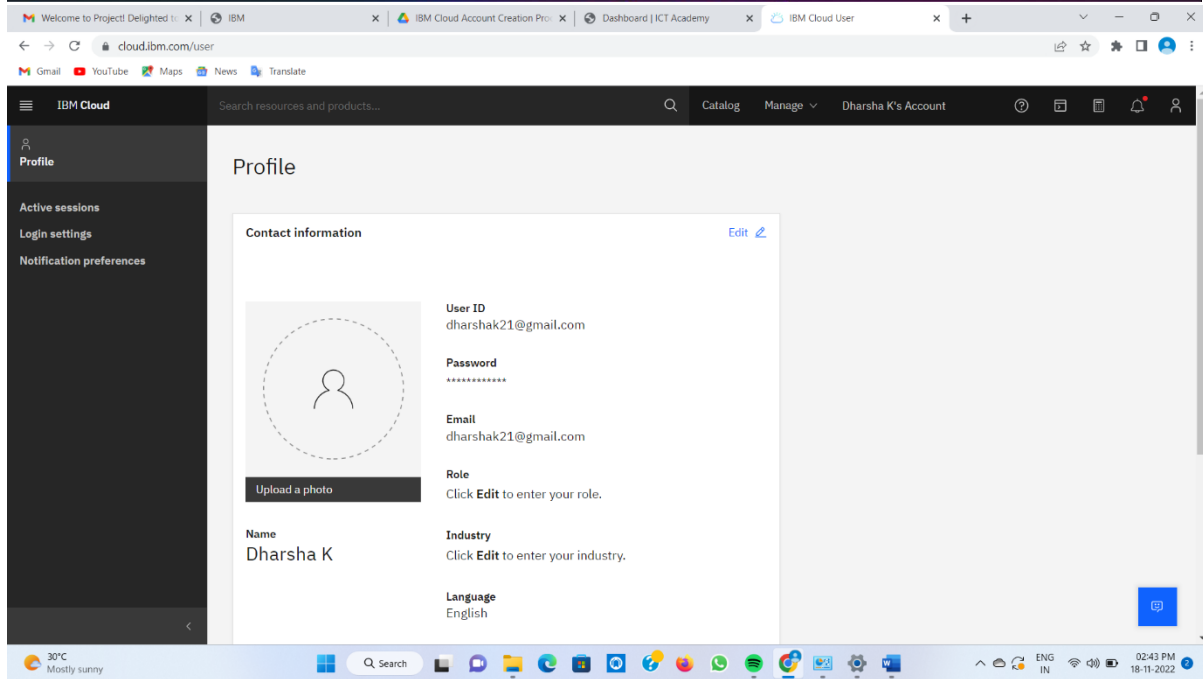 Welcome to Project! Delighted to
IBM
IBM Cloud Account Creation Proc
Dashboard | ICT Academy
IBM Cloud User
cloud.ibm.com/user
Gmail YouTube Maps News Translate
IBM Cloud
Search resources and products...
Catalog Manage Dharsha K's Account
Profile
Active sessions
Login settings
Notification preferences
Profile
Contact information
Edit
Upload a photo
Name
Dharsha K
User ID
dharshak21@gmail.com
Password
************
Email
dharshak21@gmail.com
Role
Click Edit to enter your role.
Industry
Click Edit to enter your industry.
Language
English
30°C
Mostly sunny
Search
ENG
IN
02:43 PM
18-11-2022
2